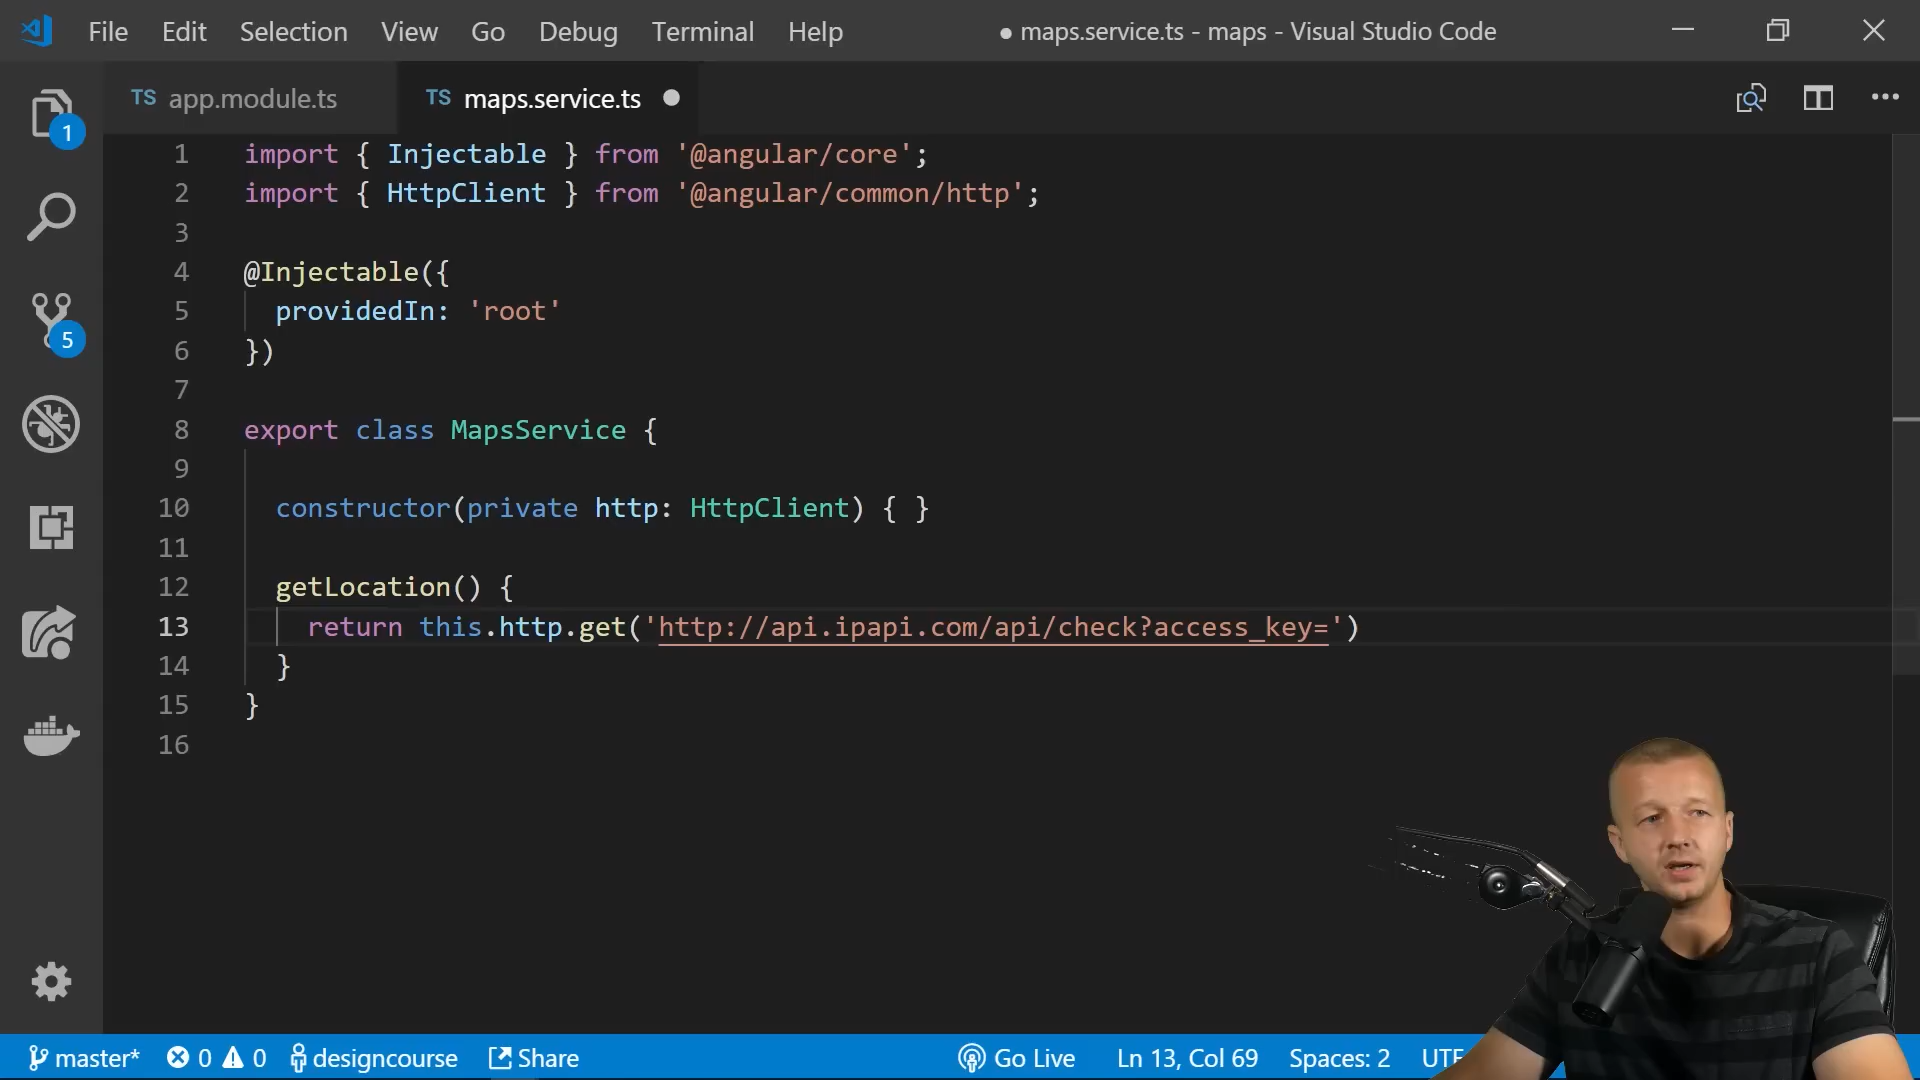 File Edit Selection View Go Debug Terminal Help ● maps.service.ts - maps - Visual Studio Code
TS app.module.ts TS maps.service.ts ●
1
1 import { Injectable } from '@angular/core';
2 import { HttpClient } from '@angular/common/http';
3
4 @Injectable({
5 providedIn: 'root'
5
6 })
7
8 export class MapsService {
9
10 constructor(private http: HttpClient) { }
11
12 getLocation() {
13 return this.http.get('http://api.ipapi.com/api/check?access_key=')
14 }
15 }
16
master* 0 0 designcourse Share Go Live Ln 13, Col 69 Spaces: 2 UTF